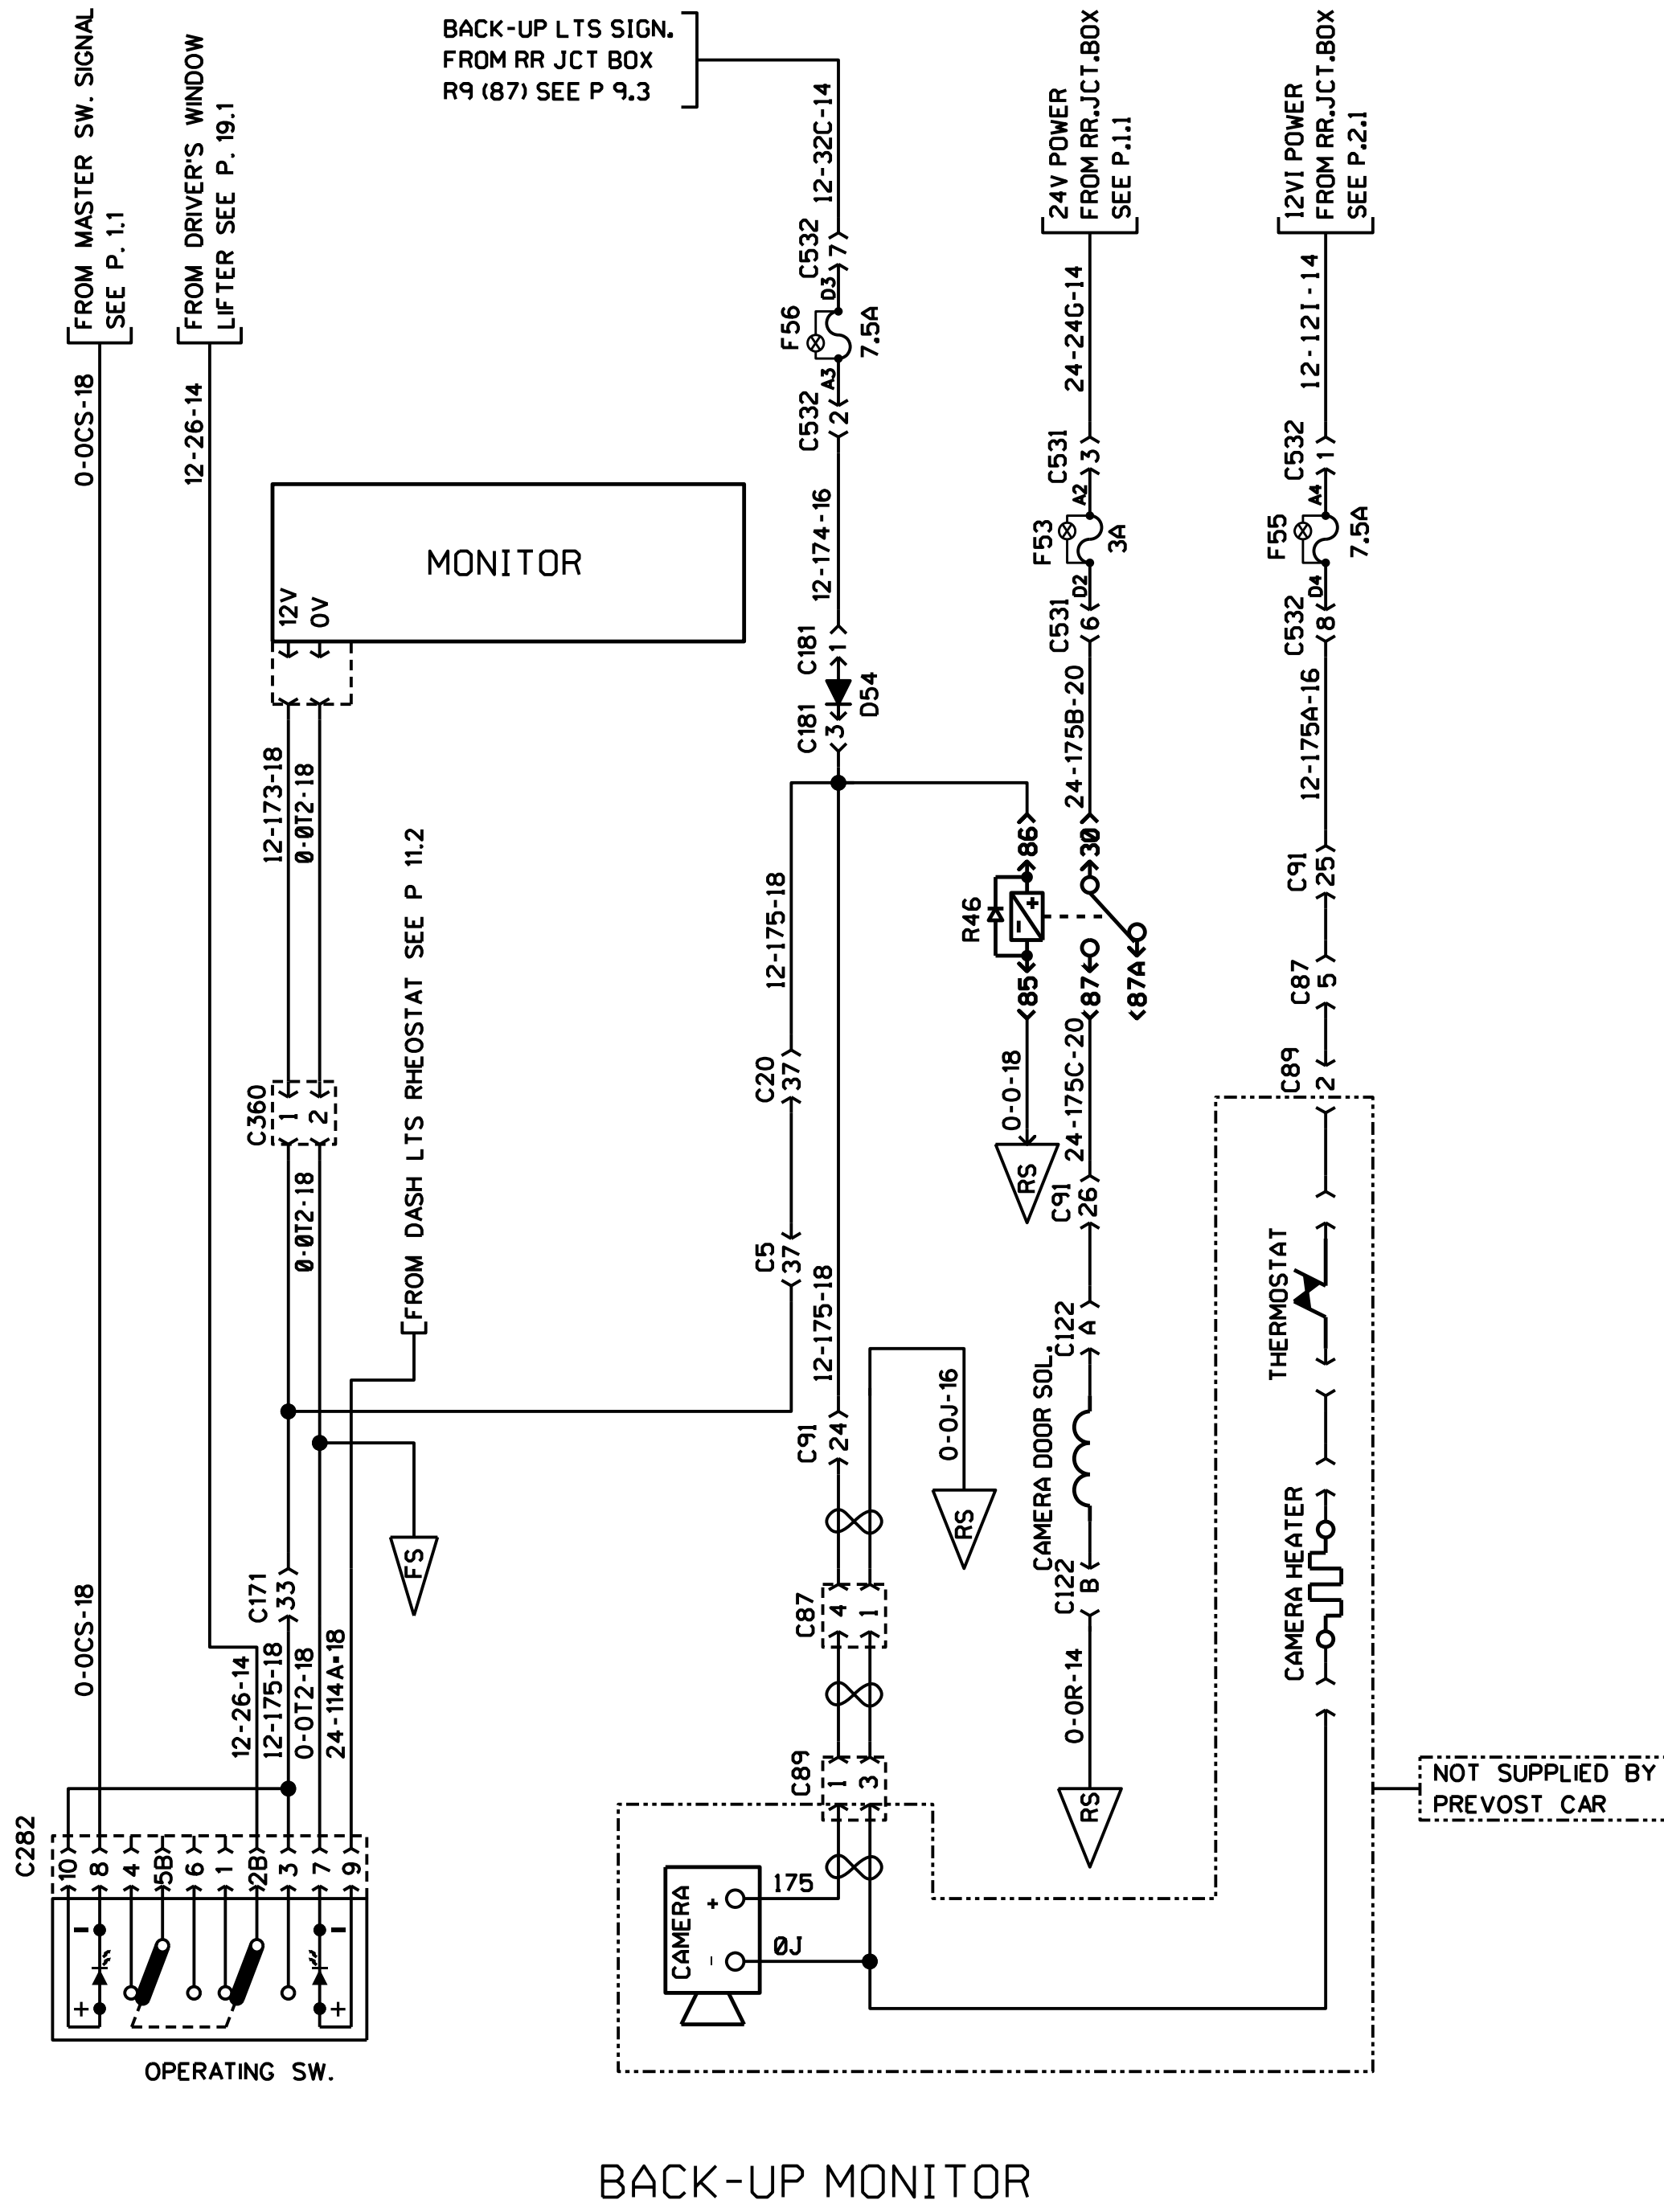 FROM MASTER SW. SIGNAL
SEE P. 1.1
FROM DRIVER'S WINDOW
LIFTER SEE P. 19.1
BACK-UP LTS SIGN.
FROM RR JCT BOX
R9 (87) SEE P 9.3
24V POWER
FROM RR.JCT.BOX
SEE P.1.1
12VI POWER
FROM RR.JCT.BOX
SEE P.2.1
0-0CS-18
12-26-14
12-32C-14
C532
7
D3
F56
7.5A
A3
C532
2
12-174-16
C181
1
D54
C181
3
24-24G-14
C531
3
A2
F53
3A
D2
C531
6
24-175B-20
12-12I-14
C532
1
A4
F55
7.5A
D4
C532
8
12-175A-16
MONITOR
12V
0V
12-173-18
0-0T2-18
FROM DASH LTS RHEOSTAT SEE P 11.2
C360
1
2
0-0T2-18
12-175-18
C20
37
C5
37
12-175-18
R46
86
30
85
87
87A
0-0-18
RS
24-175C-20
C91
26
C91
25
C87
5
C89
2
C122
A
CAMERA DOOR SOL.
C122
B
0-0R-14
RS
THERMOSTAT
CAMERA HEATER
C91
24
0-0J-16
RS
C87
4
1
C89
1
3
FS
C171
33
0-0CS-18
12-26-14
12-175-18
0-0T2-18
24-114A-18
C282
10
8
4
5B
6
1
2B
3
7
9
-
-
+
+
OPERATING SW.
CAMERA
+
-
175
0J
NOT SUPPLIED BY
PREVOST CAR
BACK-UP MONITOR